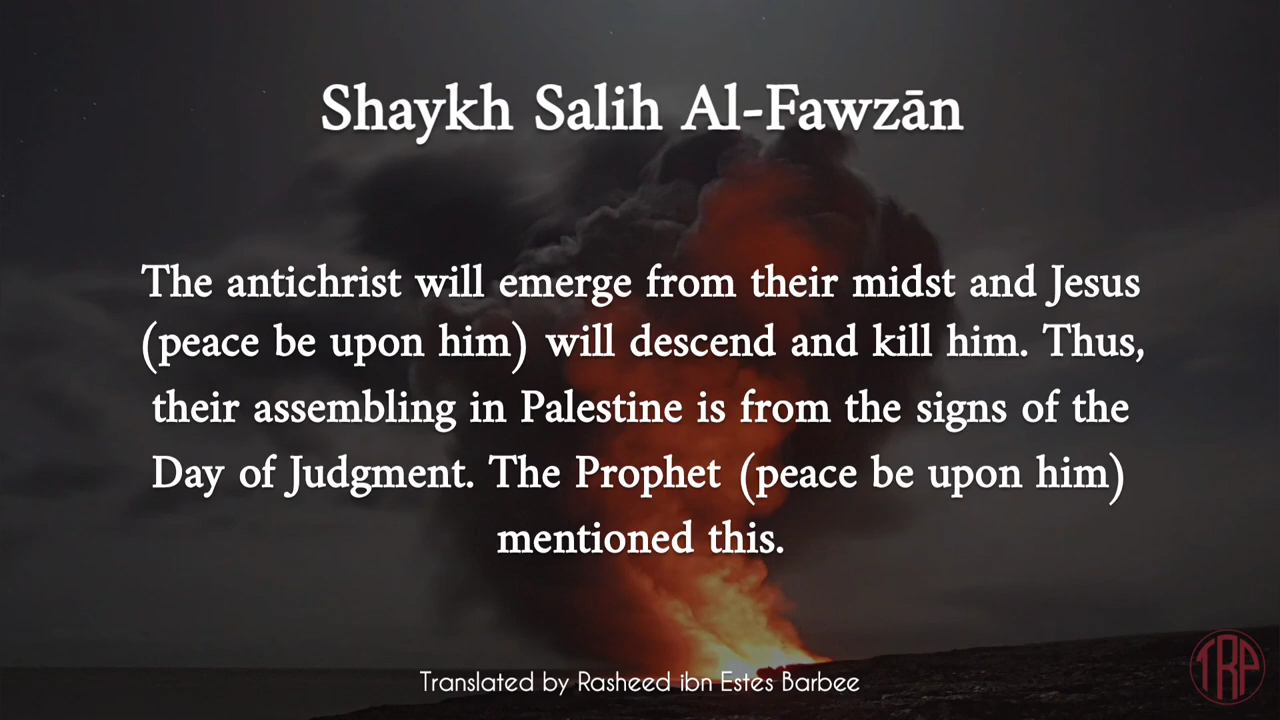 Shaykh Salih Al-Fawzān
The antichrist will emerge from their midst and Jesus
(peace be upon him) will descend and kill him. Thus,
their assembling in Palestine is from the signs of the
Day of Judgment. The Prophet (peace be upon him)
mentioned this.
Translated by Rasheed ibn Estes Barbee
TRP